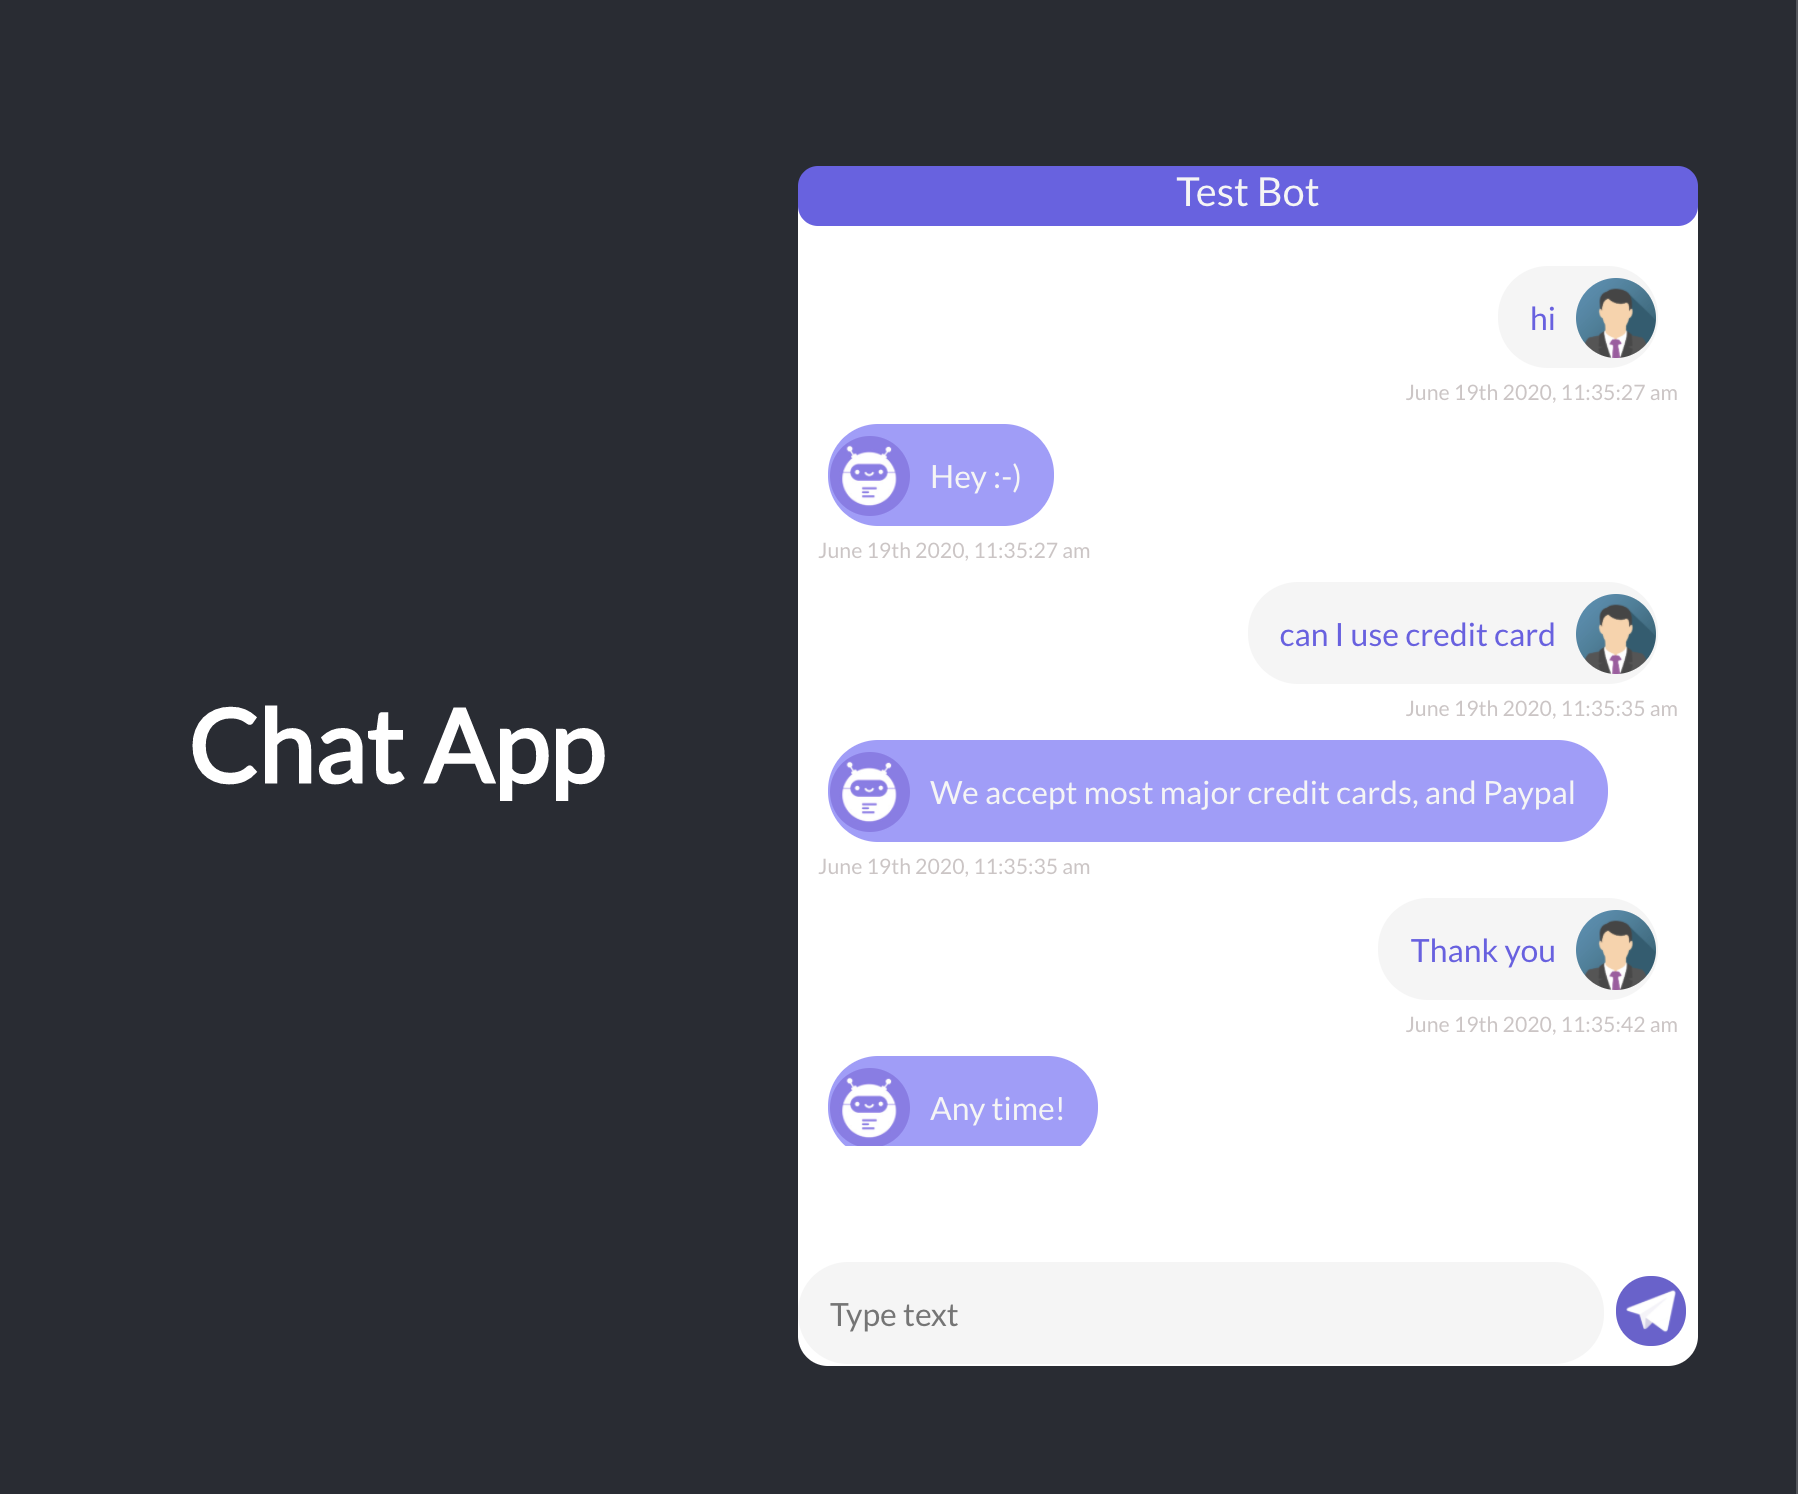 Chat App
Test Bot
hi
June 19th 2020, 11:35:27 am
Hey :-)
June 19th 2020, 11:35:27 am
can I use credit card
June 19th 2020, 11:35:35 am
We accept most major credit cards, and Paypal
June 19th 2020, 11:35:35 am
Thank you
June 19th 2020, 11:35:42 am
Any time!
Type text